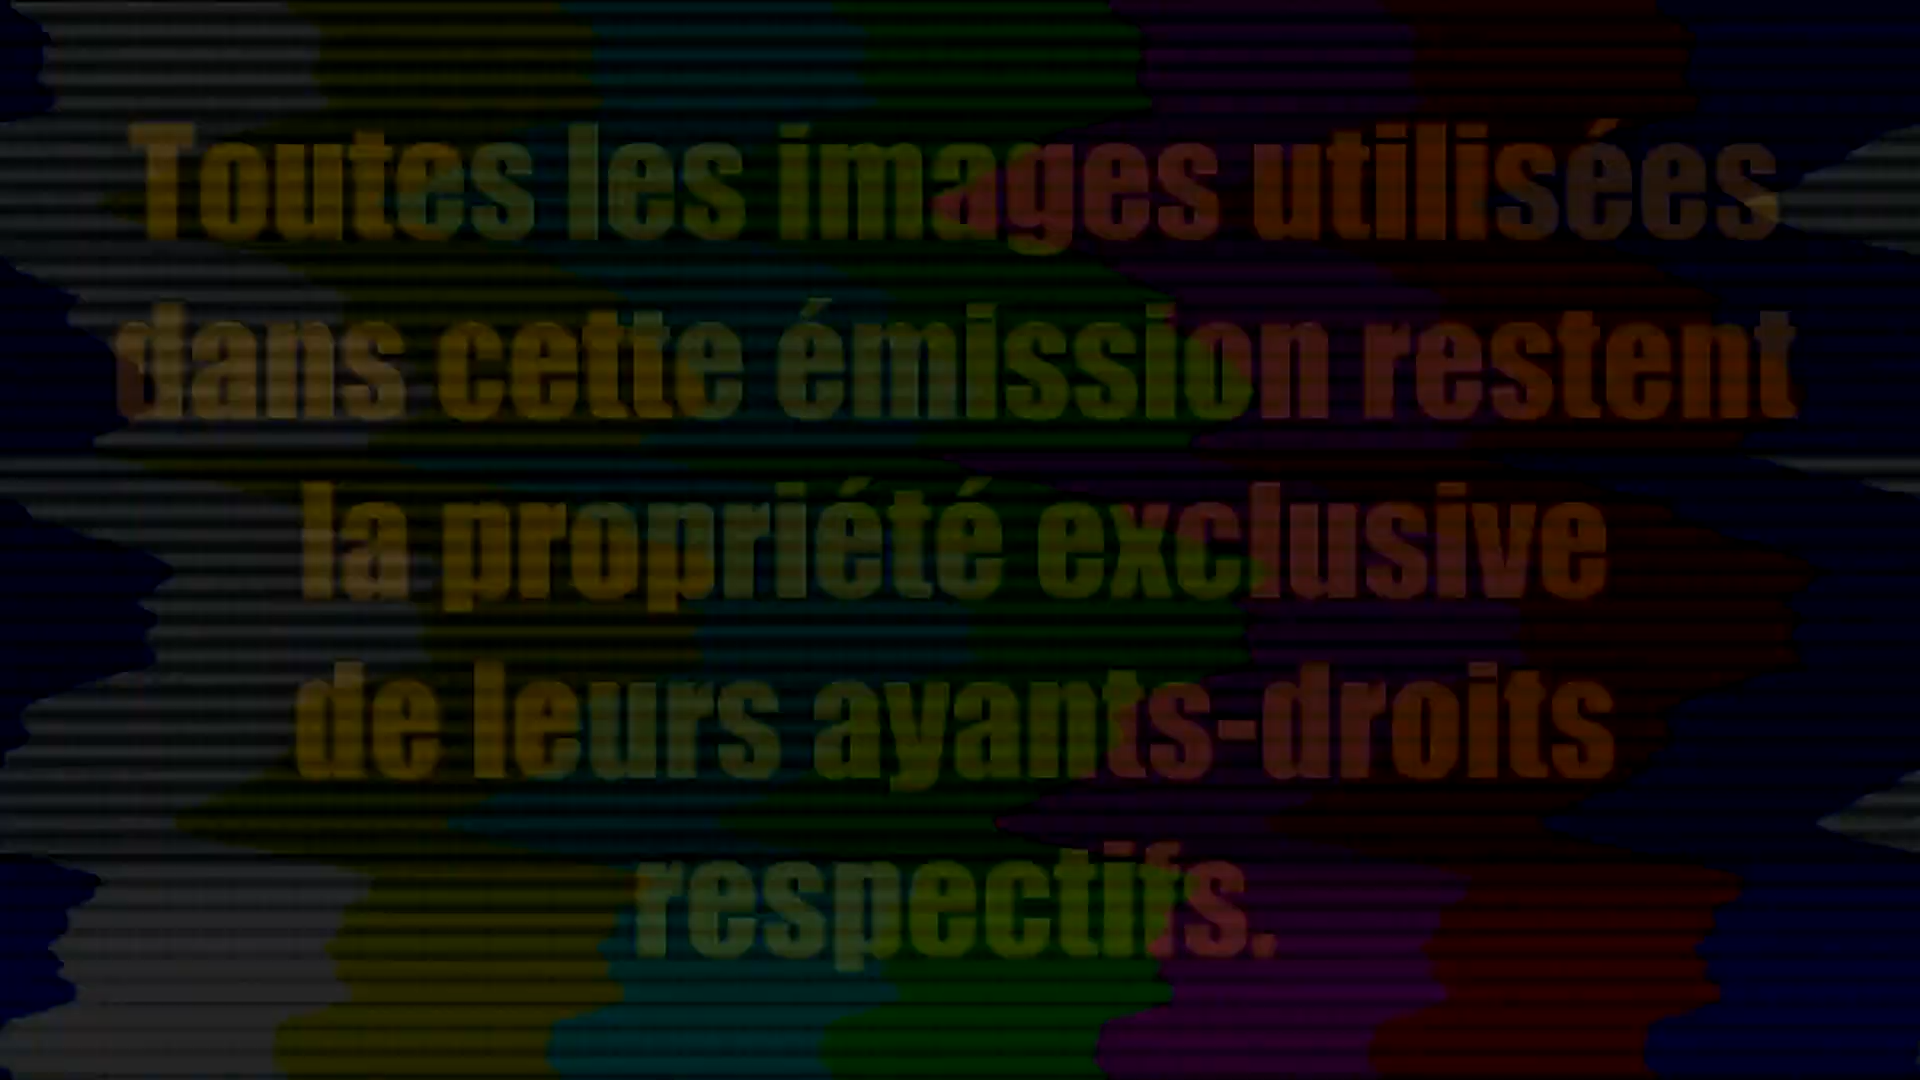 Toutes les images utilisées
dans cette émission restent
la propriété exclusive
de leurs ayants-droits
respectifs.